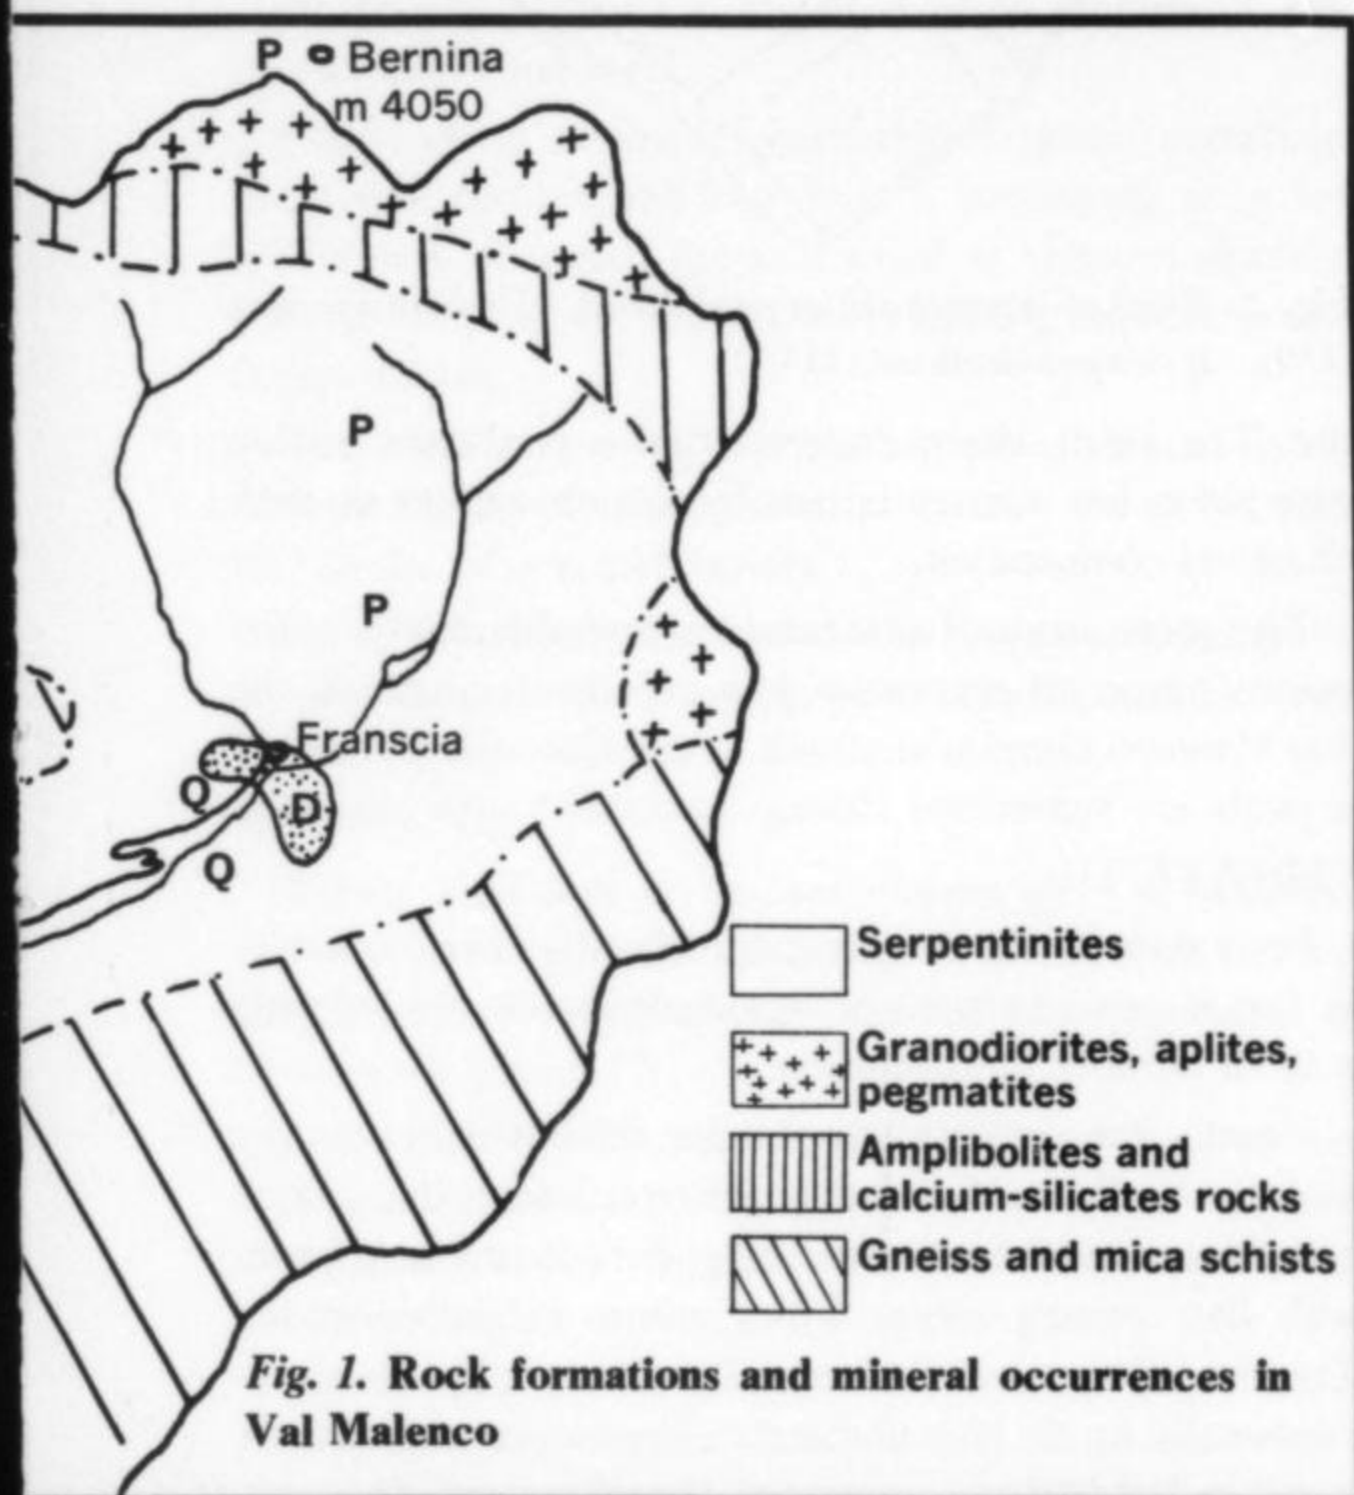 P Bernina
m 4050
P
P
Franscia
Q
D
Q
Serpentinites
Granodiorites, aplites,
pegmatites
Amplibolites and
calcium-silicates rocks
Gneiss and mica schists
Fig. 1. Rock formations and mineral occurrences in
Val Malenco